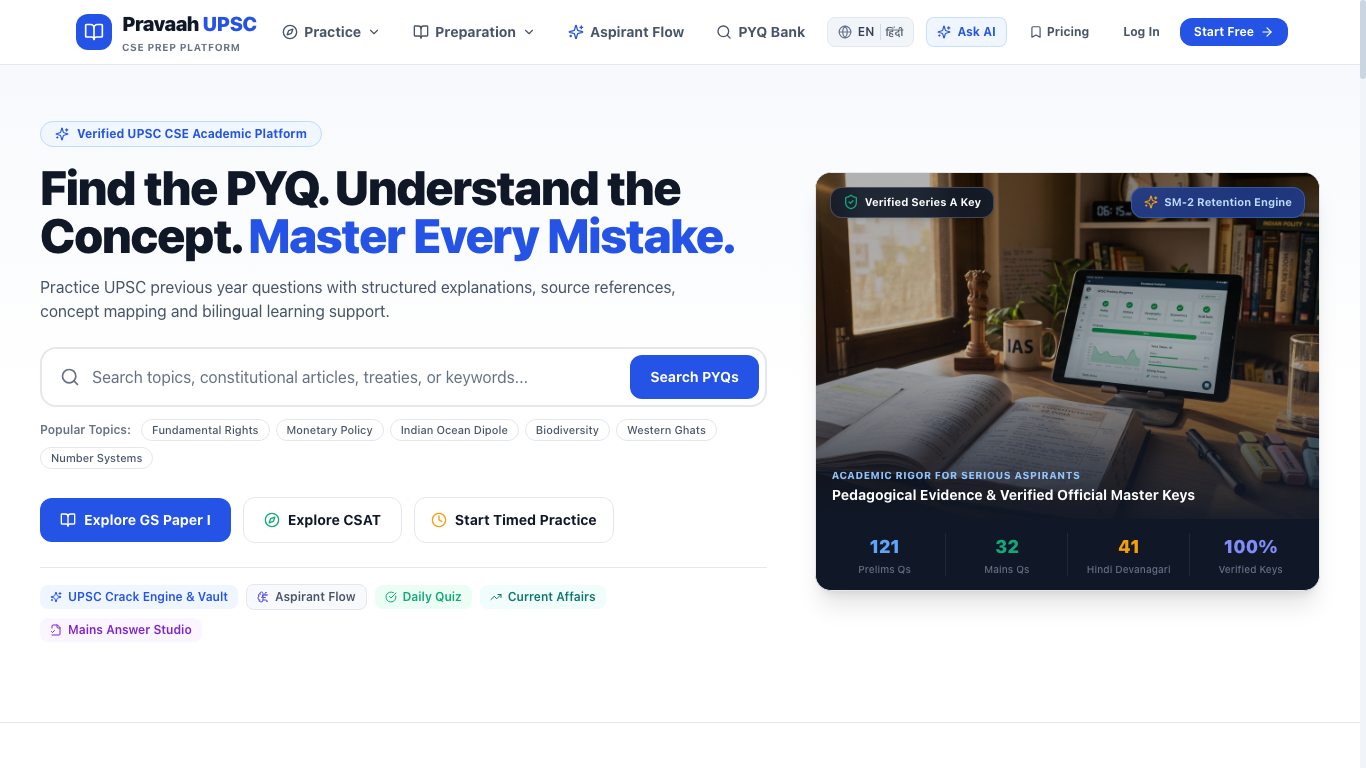 Pravaah UPSC
CSE PREP PLATFORM
Practice
Preparation
Aspirant Flow
PYQ Bank
EN हिंदी
Ask AI
Pricing
Log In
Start Free
Verified UPSC CSE Academic Platform
Find the PYQ. Understand the
Concept. Master Every Mistake.
Practice UPSC previous year questions with structured explanations, source references,
concept mapping and bilingual learning support.
Search topics, constitutional articles, treaties, or keywords...
Search PYQs
Popular Topics: Fundamental Rights Monetary Policy Indian Ocean Dipole Biodiversity Western Ghats
Number Systems
Explore GS Paper I
Explore CSAT
Start Timed Practice
UPSC Crack Engine & Vault Aspirant Flow Daily Quiz Current Affairs
Mains Answer Studio
Verified Series A Key
SM-2 Retention Engine
06:15
INDIAN POLITY
IAS
ACADEMIC RIGOR FOR SERIOUS ASPIRANTS
Pedagogical Evidence & Verified Official Master Keys
121 32 41 100%
Prelims Qs Mains Qs Hindi Devanagari Verified Keys